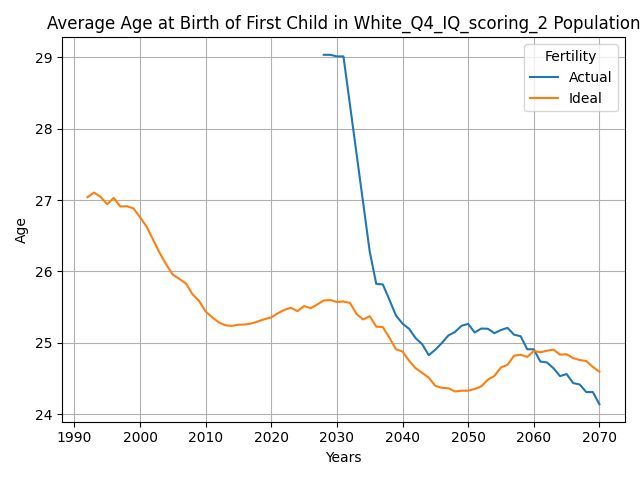 Average Age at Birth of First Child in White_Q4_IQ_scoring_2 Population
Fertility
Actual
Ideal
29
28
27
26
25
24
Age
1990
2000
2010
2020
2030
2040
2050
2060
2070
Years